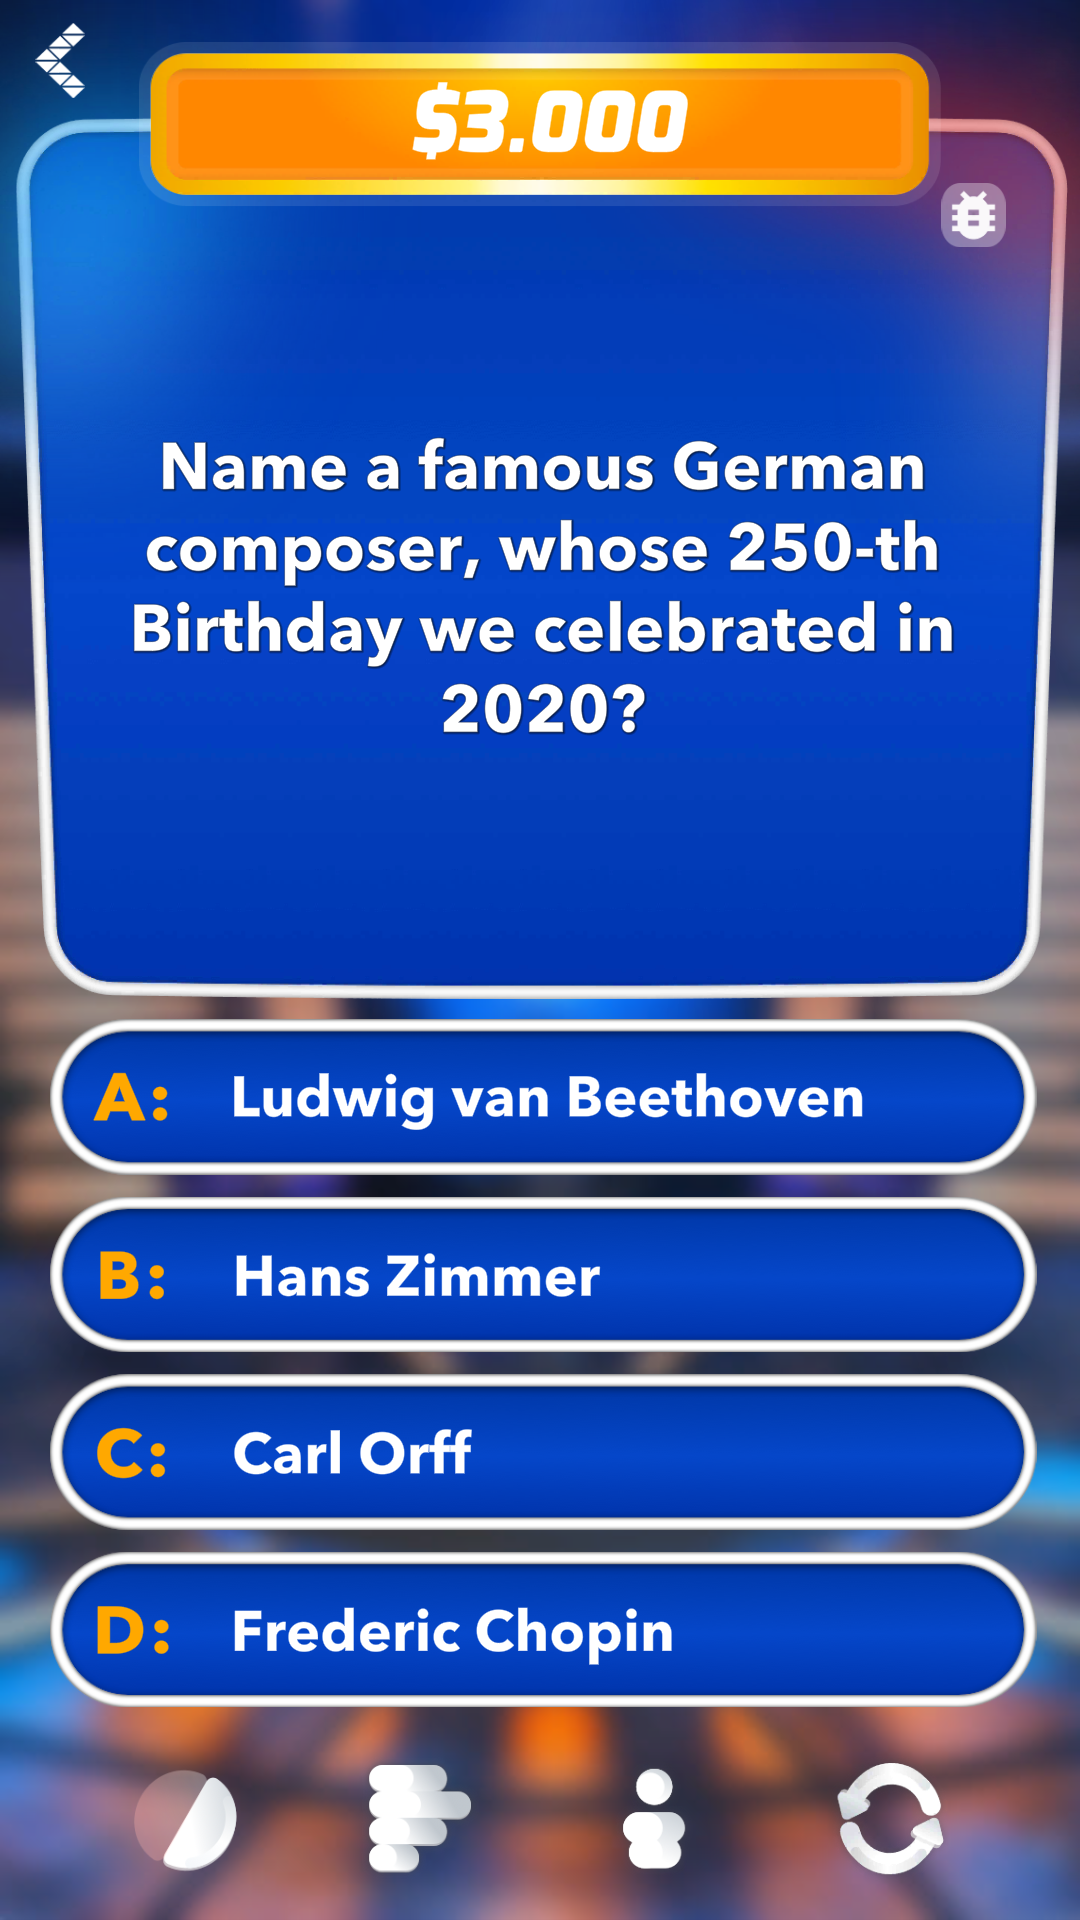 $3.000
Name a famous German
composer, whose 250-th
Birthday we celebrated in
2020?
A: Ludwig van Beethoven
B: Hans Zimmer
C: Carl Orff
D: Frederic Chopin